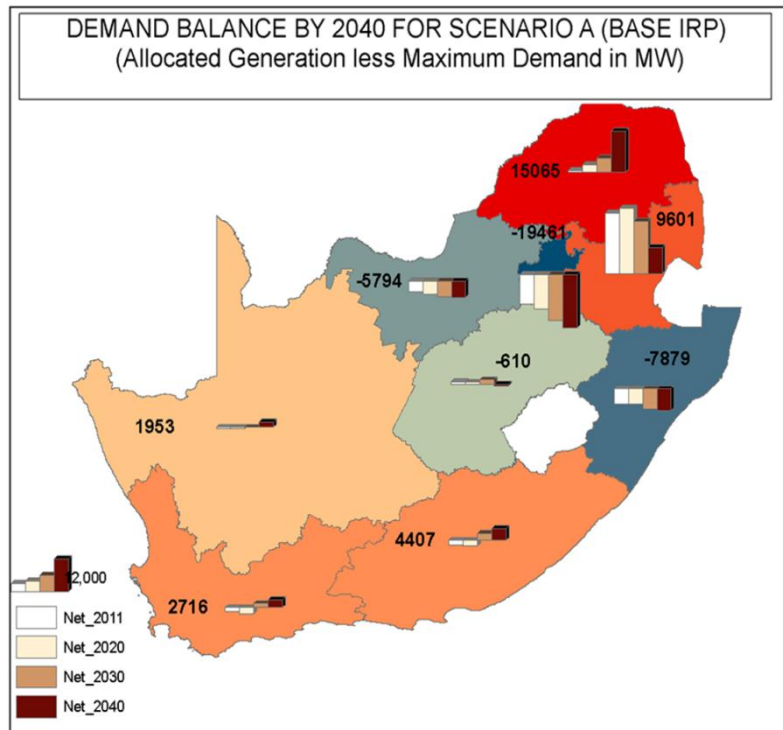 DEMAND BALANCE BY 2040 FOR SCENARIO A (BASE IRP)
(Allocated Generation less Maximum Demand in MW)
15065
9601
-19461
-5794
-610
-7879
1953
4407
2716
12,000
Net_2011
Net_2020
Net_2030
Net_2040